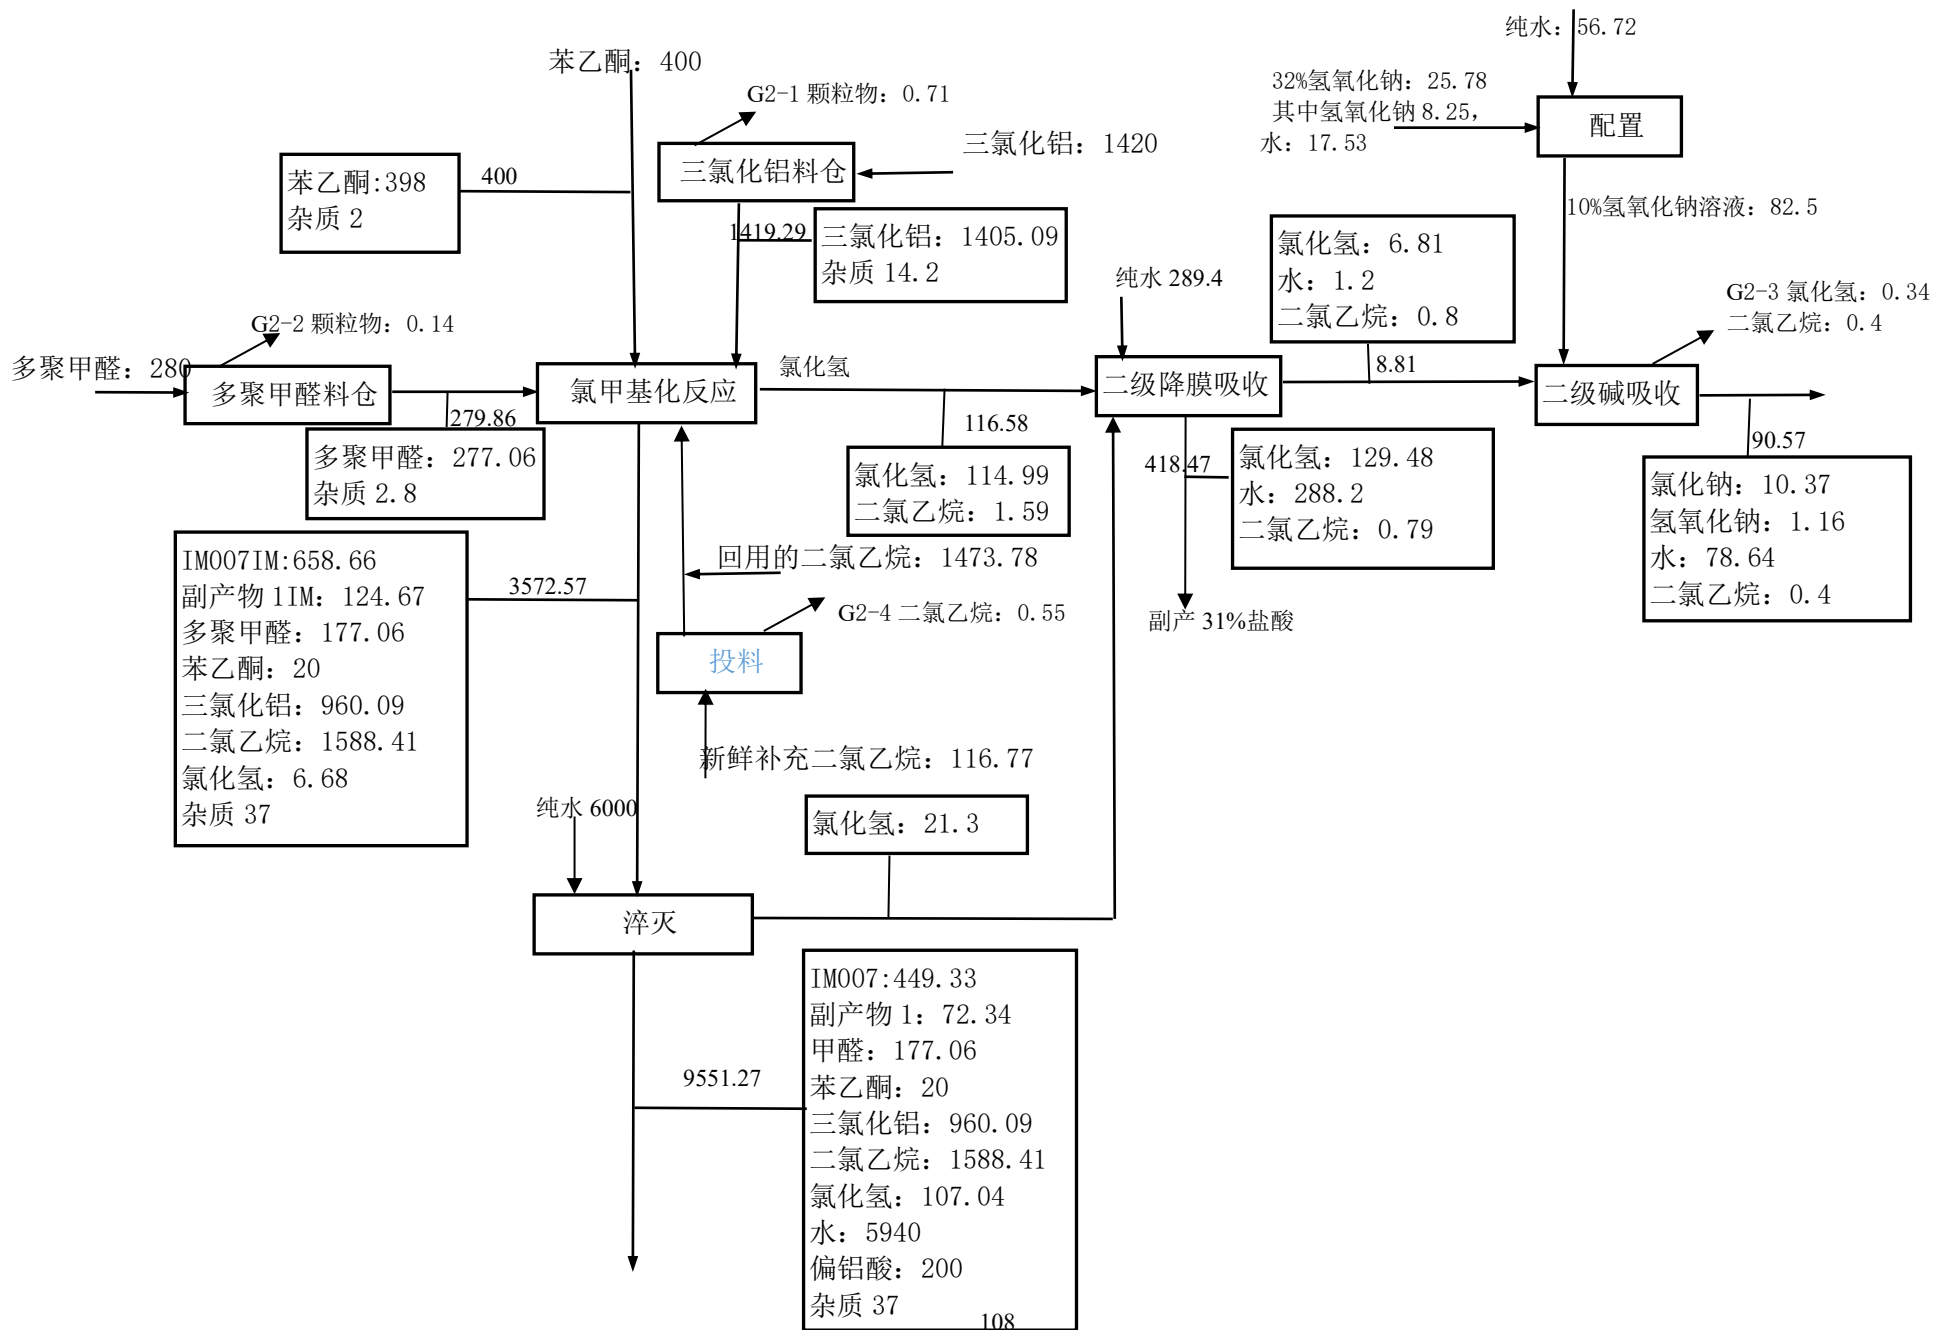 纯水：56.72
苯乙酮：400
G2-1 颗粒物：0.71
32%氢氧化钠：25.78
其中氢氧化钠 8.25，
水：17.53
配置
三氯化铝料仓
三氯化铝：1420
苯乙酮:398
杂质 2
400
10%氢氧化钠溶液：82.5
1419.29
三氯化铝：1405.09
杂质 14.2
氯化氢：6.81
水：1.2
二氯乙烷：0.8
纯水 289.4
G2-3 氯化氢：0.34
二氯乙烷：0.4
G2-2 颗粒物：0.14
多聚甲醛：280
多聚甲醛料仓
氯甲基化反应
氯化氢
二级降膜吸收
8.81
二级碱吸收
279.86
多聚甲醛：277.06
杂质 2.8
116.58
氯化氢：114.99
二氯乙烷：1.59
418.47
氯化氢：129.48
水：288.2
二氯乙烷：0.79
90.57
氯化钠：10.37
氢氧化钠：1.16
水：78.64
二氯乙烷：0.4
IM007IM:658.66
副产物 1IM：124.67
多聚甲醛：177.06
苯乙酮：20
三氯化铝：960.09
二氯乙烷：1588.41
氯化氢：6.68
杂质 37
3572.57
回用的二氯乙烷：1473.78
G2-4 二氯乙烷：0.55
副产 31%盐酸
投料
新鲜补充二氯乙烷：116.77
纯水 6000
氯化氢：21.3
淬灭
9551.27
IM007:449.33
副产物 1：72.34
甲醛：177.06
苯乙酮：20
三氯化铝：960.09
二氯乙烷：1588.41
氯化氢：107.04
水：5940
偏铝酸：200
杂质 37
108